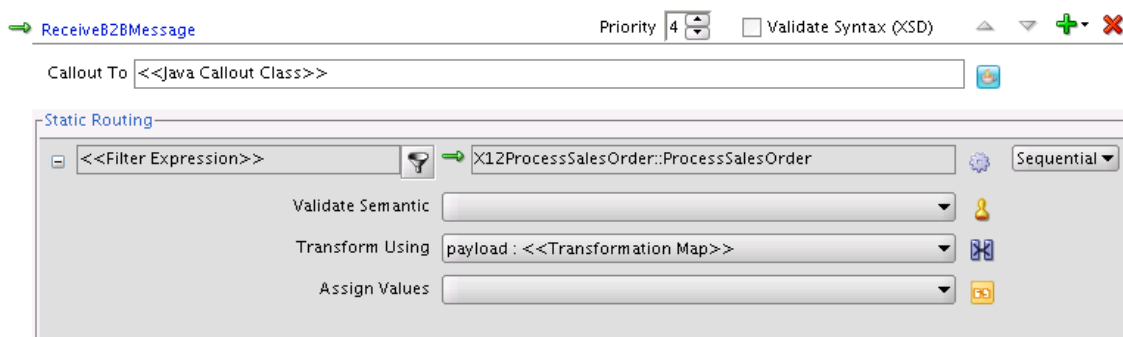 ReceiveB2BMessage Priority 4 Validate Syntax (XSD)
Callout To <<Java Callout Class>>
Static Routing
<<Filter Expression>> X12ProcessSalesOrder::ProcessSalesOrder Sequential
Validate Semantic
Transform Using payload : <<Transformation Map>>
Assign Values